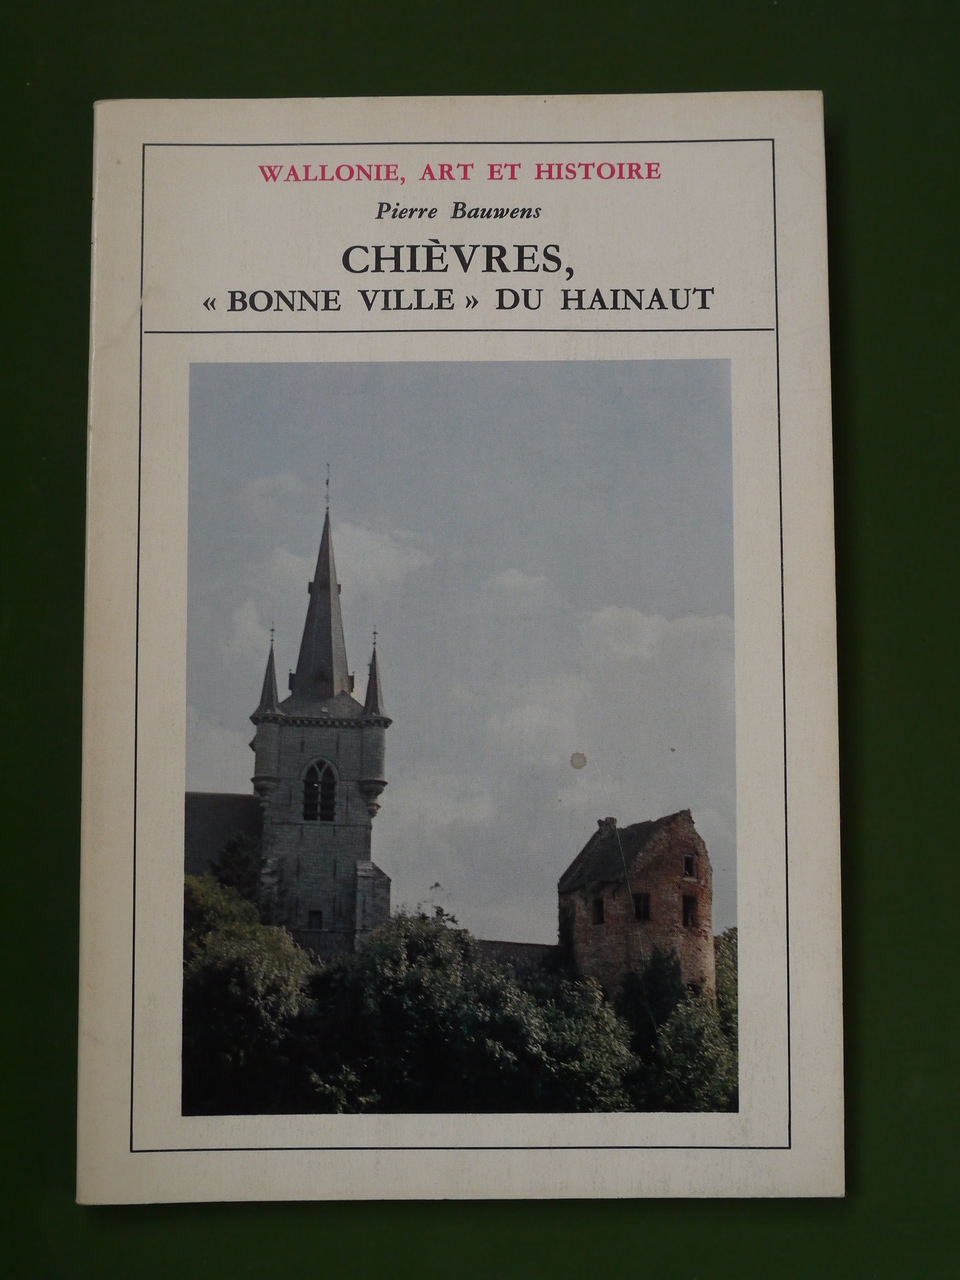 WALLONIE, ART ET HISTOIRE
Pierre Bauwens
CHIÈVRES,
« BONNE VILLE » DU HAINAUT